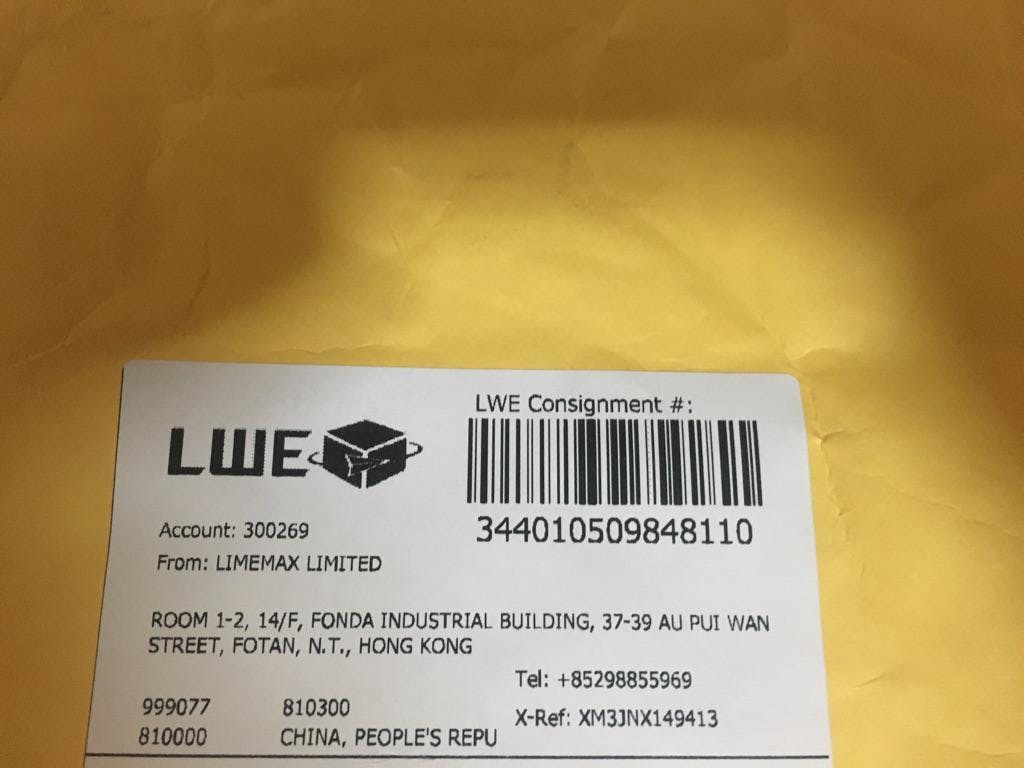 LWE
LWE Consignment #:
344010509848110
Account: 300269
From: LIMEMAX LIMITED
ROOM 1-2, 14/F, FONDA INDUSTRIAL BUILDING, 37-39 AU PUI WAN
STREET, FOTAN, N.T., HONG KONG
Tel: +85298855969
999077 810300
X-Ref: XM3JNX149413
810000 CHINA, PEOPLE'S REPU